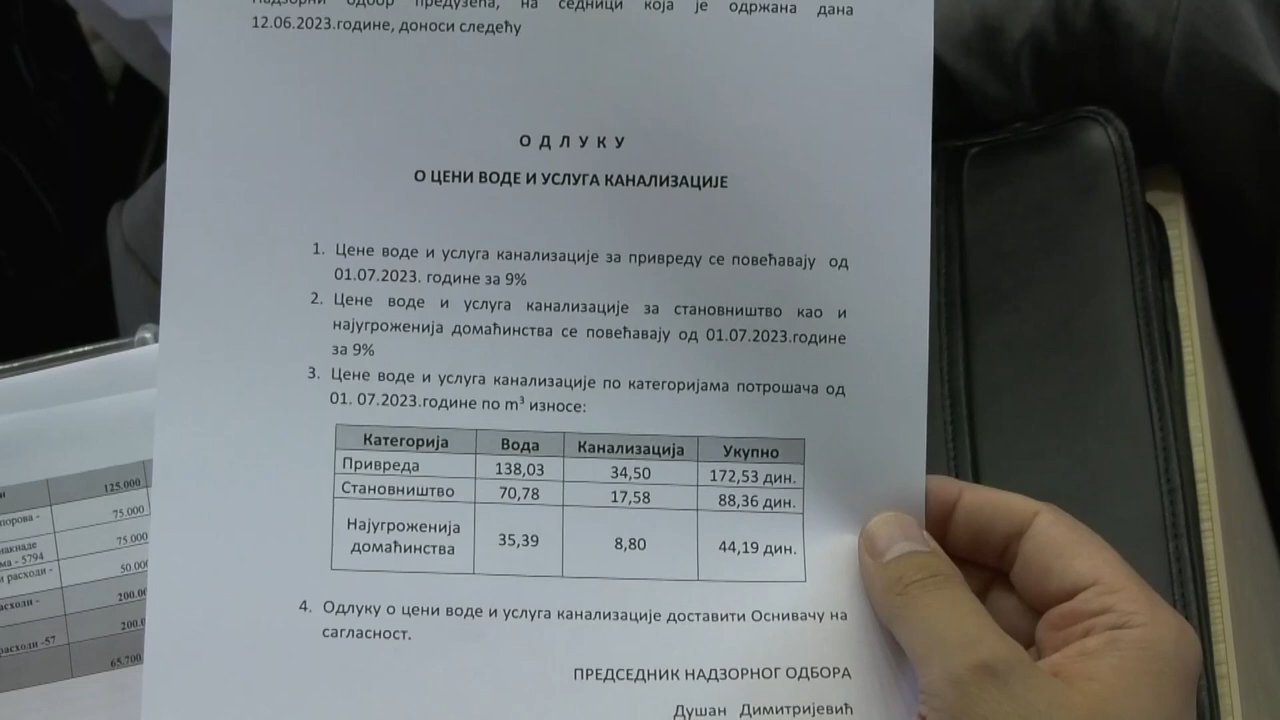 Надзорни одбор предузећа, на седници која је одржана дана
12.06.2023.године, доноси следећу
О Д Л У К У
О ЦЕНИ ВОДЕ И УСЛУГА КАНАЛИЗАЦИЈЕ
1. Цене воде и услуга канализације за привреду се повећавају од
01.07.2023. године за 9%
2. Цене воде и услуга канализације за становништво као и
најугроженија домаћинства се повећавају од 01.07.2023.године
за 9%
3. Цене воде и услуга канализације по категоријама потрошача од
01. 07.2023.године по m³ износе:
Категорија Вода Канализација Укупно
Привреда 138,03 34,50 172,53 дин.
Становништво 70,78 17,58 88,36 дин.
Најугроженија
домаћинства 35,39 8,80 44,19 дин.
4. Одлуку о цени воде и услуга канализације доставити Оснивачу на
сагласност.
ПРЕДСЕДНИК НАДЗОРНОГ ОДБОРА
Душан Димитријевић
125.000
75.000
75.000
- 5794
расходи - 50.000
200.0
расходи -57 200.0
65.700